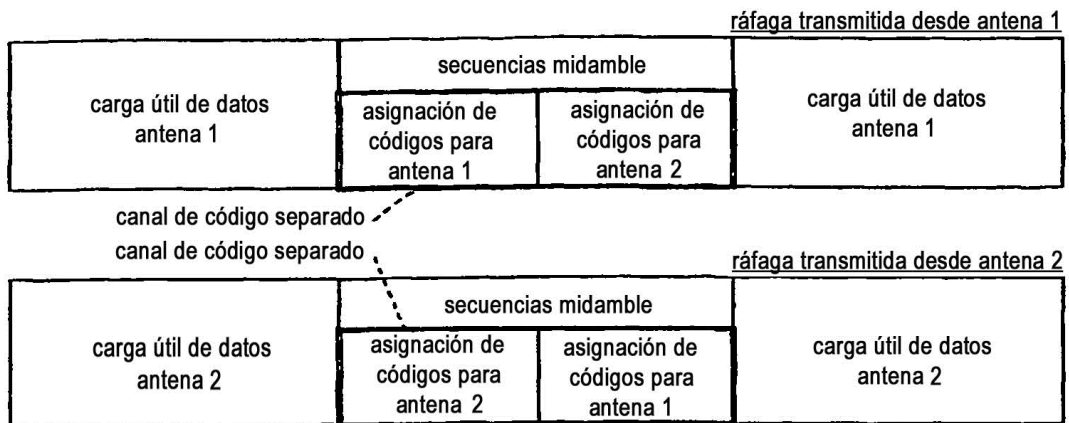 ráfaga transmitida desde antena 1
carga útil de datos
antena 1
secuencias midamble
asignación de
códigos para
antena 1
asignación de
códigos para
antena 2
carga útil de datos
antena 1
canal de código separado
canal de código separado
ráfaga transmitida desde antena 2
carga útil de datos
antena 2
secuencias midamble
asignación de
códigos para
antena 2
asignación de
códigos para
antena 1
carga útil de datos
antena 2